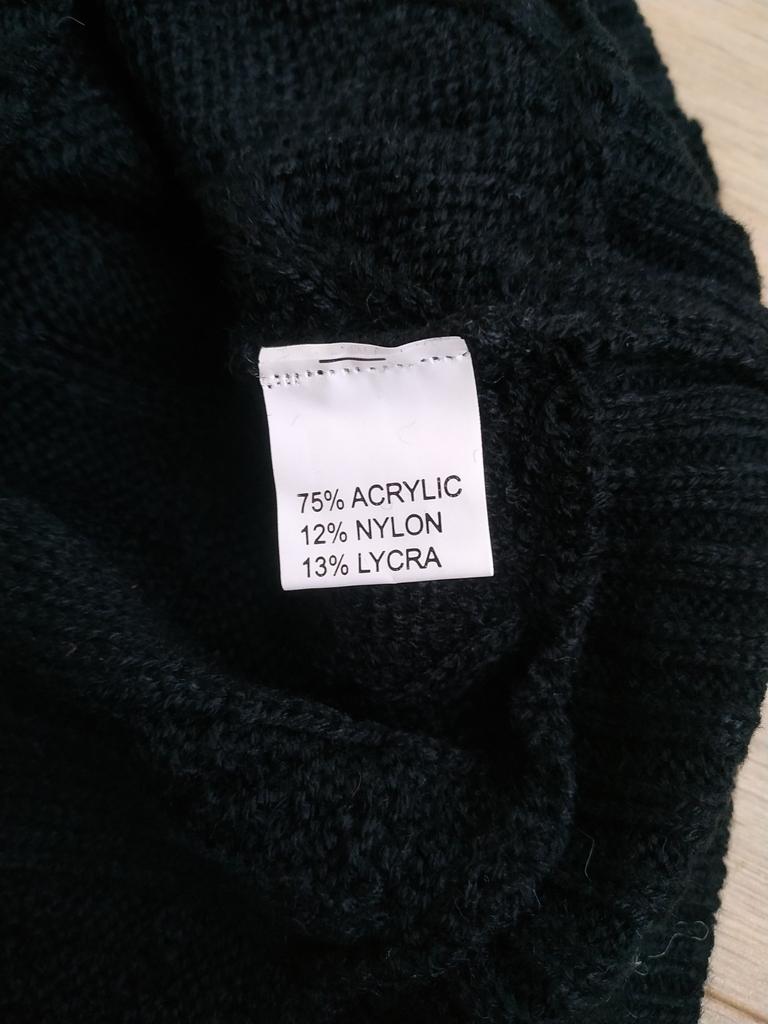 75% ACRYLIC
12% NYLON
13% LYCRA